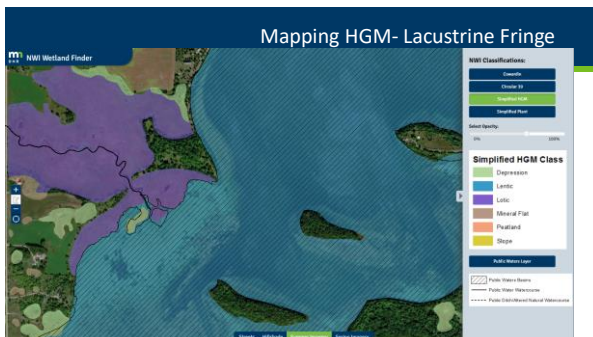 Mapping HGM- Lacustrine Fringe
NWI Wetland Finder
NWI Classifications:
Cowardin
Circular 39
Simplified HGM
Simplified Plant
Select Opacity:
0%
100%
Simplified HGM Class
Depression
Lentic
Lotic
Mineral Flat
Peatland
Slope
Public Waters Layer
Public Waters Basins
Public Water Watercourse
Public Ditch/Altered Natural Watercourse